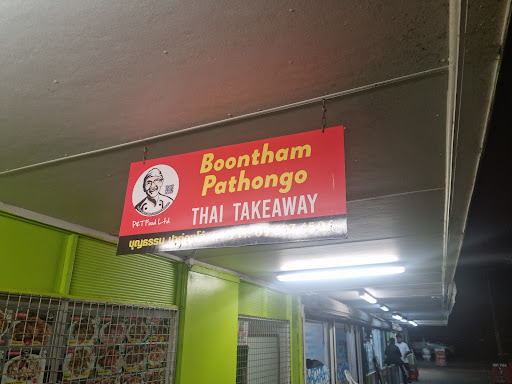 Boontham
Pathongo
THAI TAKEAWAY
P&T Food Ltd.
บุญธรรม